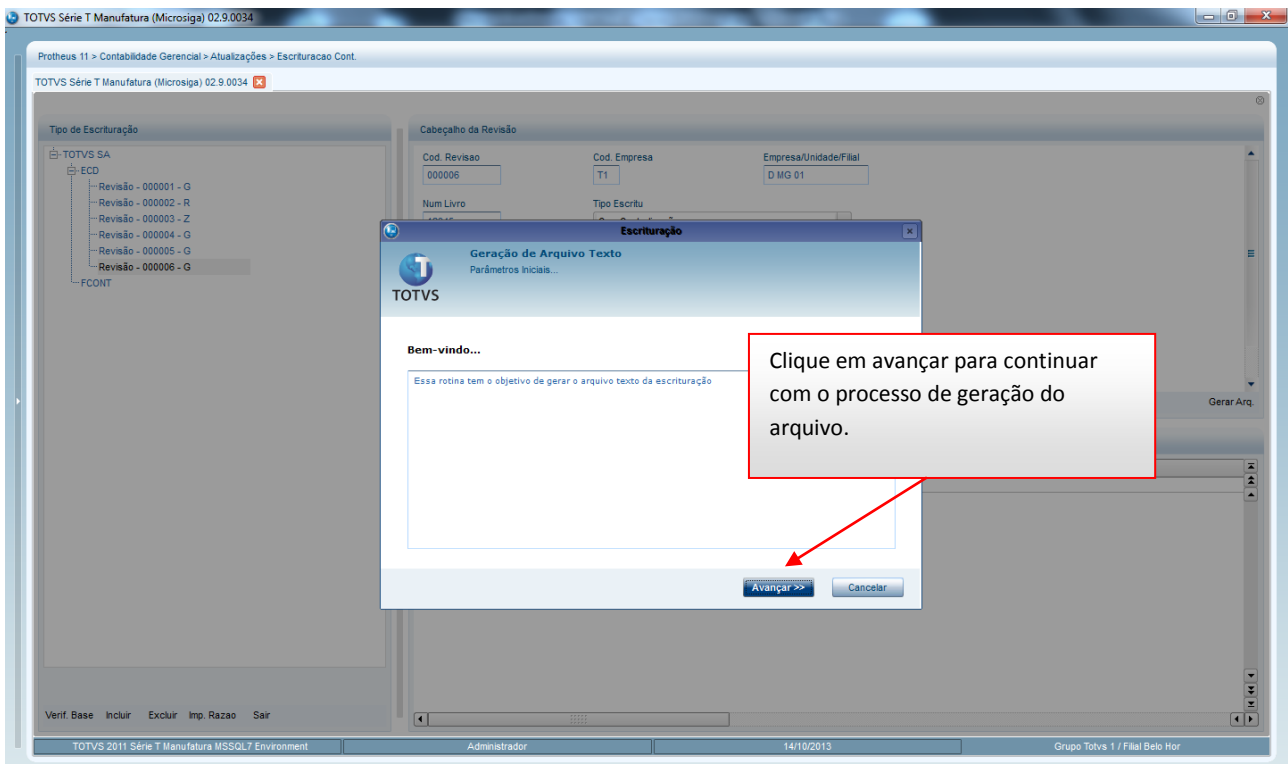 TOTVS Série T Manufatura (Microsiga) 02.9.0034
Protheus 11 > Contabilidade Gerencial > Atualizações > Escrituracao Cont.
TOTVS Série T Manufatura (Microsiga) 02.9.0034
Tipo de Escrituração
TOTVS SA
ECD
Revisão - 000001 - G
Revisão - 000002 - R
Revisão - 000003 - Z
Revisão - 000004 - G
Revisão - 000005 - G
Revisão - 000006 - G
FCONT
Cabeçalho da Revisão
Cod. Revisao Cod. Empresa Empresa/Unidade/Filial
000006 T1 D MG 01
Num Livro Tipo Escritu
Escrituração
Geração de Arquivo Texto
Parâmetros Iniciais...
TOTVS
Bem-vindo...
Essa rotina tem o objetivo de gerar o arquivo texto da escrituração
Clique em avançar para continuar
com o processo de geração do
arquivo.
Gerar Arq.
Avançar >> Cancelar
Verif. Base Incluir Excluir Imp. Razao Sair
TOTVS 2011 Série T Manufatura MSSQL7 Environment Administrador 14/10/2013 Grupo Totvs 1 / Filial Belo Hor